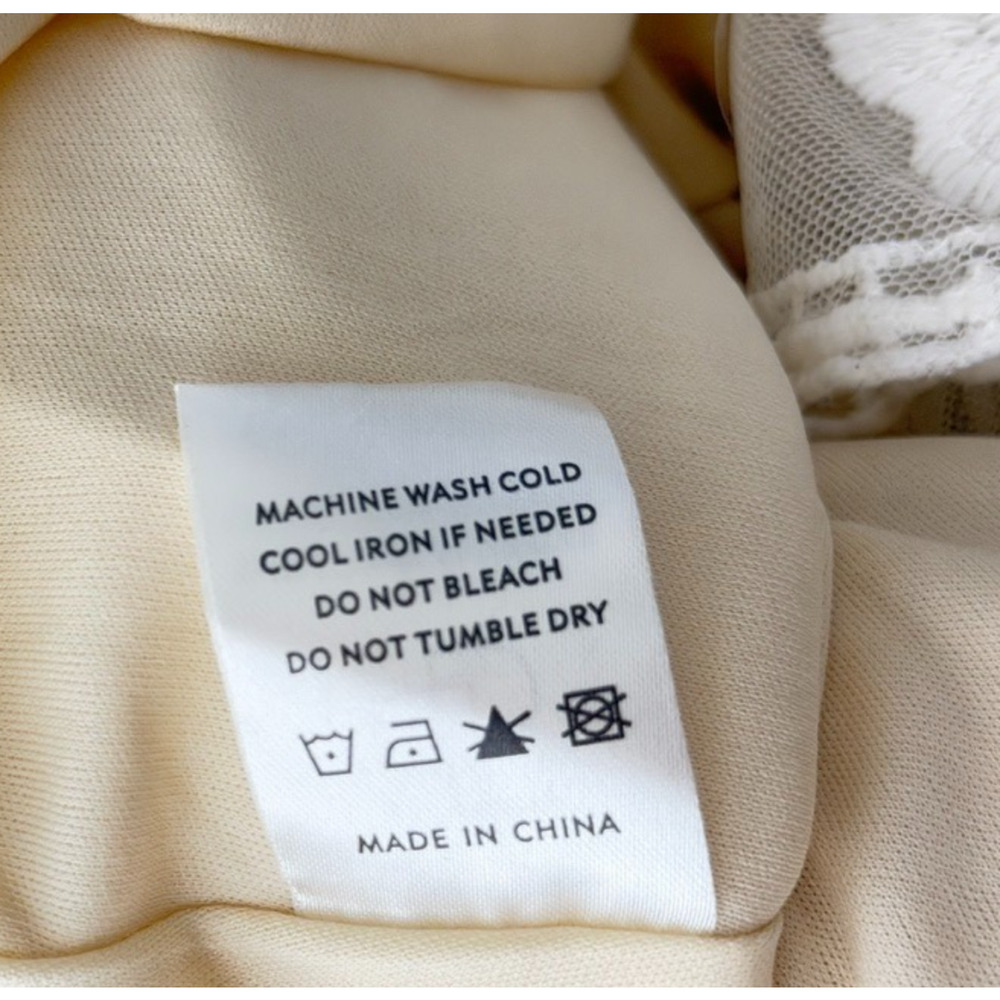 MACHINE WASH COLD
COOL IRON IF NEEDED
DO NOT BLEACH
DO NOT TUMBLE DRY
MADE IN CHINA